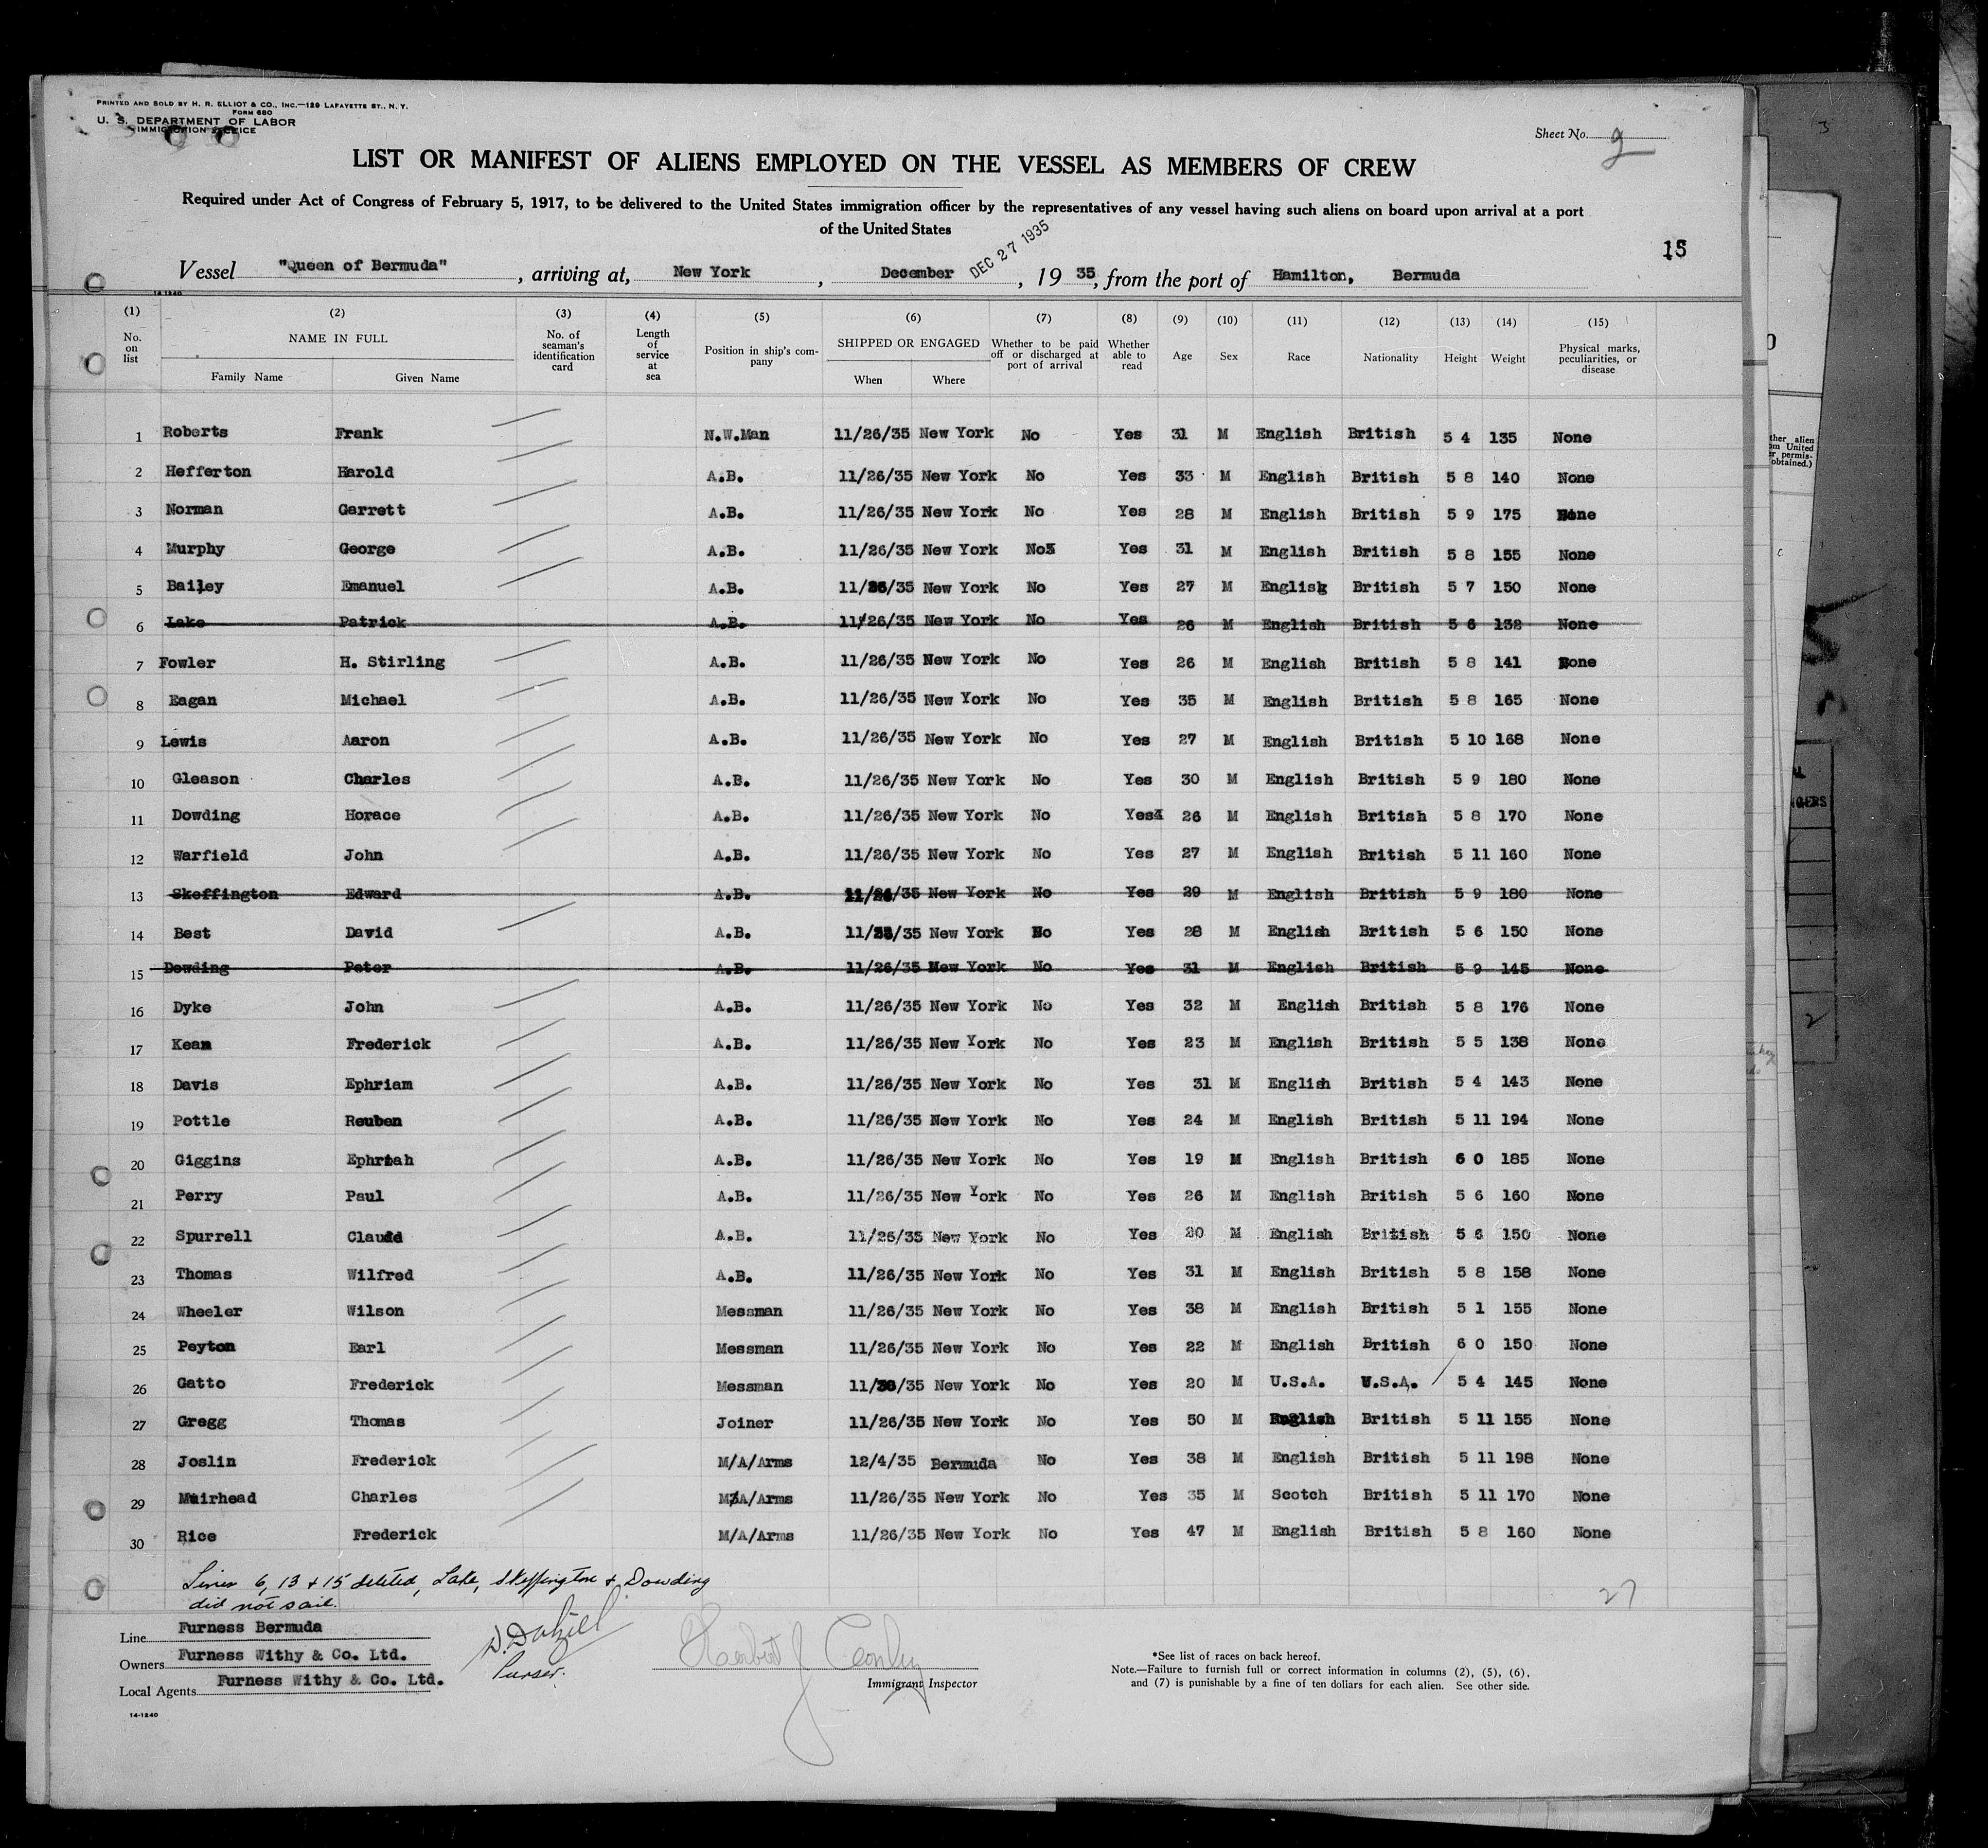 PRINTED AND SOLD BY H. R. ELLIOT & CO., INC.—129 LAFAYETTE ST., N. Y.
FORM 680
U. S. DEPARTMENT OF LABOR
IMMIGRATION SERVICE
Sheet No. 2
LIST OR MANIFEST OF ALIENS EMPLOYED ON THE VESSEL AS MEMBERS OF CREW
Required under Act of Congress of February 5, 1917, to be delivered to the United States immigration officer by the representatives of any vessel having such aliens on board upon arrival at a port
of the United States
15
Vessel "Queen of Bermuda", arriving at, New York, December DEC 27 1935, 19 35, from the port of Hamilton, Bermuda
14-1240
(1) (2) (3) (4) (5) (6) (7) (8) (9) (10) (11) (12) (13) (14) (15)
No. on list NAME IN FULL Family Name Given Name No. of seaman's identification card Length of service at sea Position in ship's company SHIPPED OR ENGAGED When Where Whether to be paid off or discharged at port of arrival Whether able to read Age Sex Race Nationality Height Weight Physical marks, peculiarities, or disease
1 Roberts Frank N.W.Man 11/26/35 New York No Yes 31 M English British 5 4 135 None
2 Hefferton Harold A.B. 11/26/35 New York No Yes 33 M English British 5 8 140 None
3 Norman Garrett A.B. 11/26/35 New York No Yes 28 M English British 5 9 175 None
4 Murphy George A.B. 11/26/35 New York No Yes 31 M English British 5 8 155 None
5 Bailey Emanuel A.B. 11/26/35 New York No Yes 27 M English British 5 7 150 None
6 Lake Patrick A.B. 11/26/35 New York No Yes 26 M English British 5 6 132 None
7 Fowler H. Stirling A.B. 11/26/35 New York No Yes 26 M English British 5 8 141 None
8 Eagan Michael A.B. 11/26/35 New York No Yes 35 M English British 5 8 165 None
9 Lewis Aaron A.B. 11/26/35 New York No Yes 27 M English British 5 10 168 None
10 Gleason Charles A.B. 11/26/35 New York No Yes 30 M English British 5 9 180 None
11 Dowding Horace A.B. 11/26/35 New York No Yes 26 M English British 5 8 170 None
12 Warfield John A.B. 11/26/35 New York No Yes 27 M English British 5 11 160 None
13 Skeffington Edward A.B. 11/26/35 New York No Yes 29 M English British 5 9 180 None
14 Best David A.B. 11/ /35 New York No Yes 28 M English British 5 6 150 None
15 Dowding Peter A.B. 11/26/35 New York No Yes 31 M English British 5 9 145 None
16 Dyke John A.B. 11/26/35 New York No Yes 32 M English British 5 8 176 None
17 Kean Frederick A.B. 11/26/35 New York No Yes 23 M English British 5 5 138 None
18 Davis Ephriam A.B. 11/26/35 New York No Yes 31 M English British 5 4 143 None
19 Pottle Reuben A.B. 11/26/35 New York No Yes 24 M English British 5 11 194 None
20 Giggins Ephriah A.B. 11/26/35 New York No Yes 19 M English British 6 0 185 None
21 Perry Paul A.B. 11/26/35 New York No Yes 26 M English British 5 6 160 None
22 Spurrell Claudd A.B. 11/26/35 New York No Yes 20 M English British 5 6 150 None
23 Thomas Wilfred A.B. 11/26/35 New York No Yes 31 M English British 5 8 158 None
24 Wheeler Wilson Messman 11/26/35 New York No Yes 38 M English British 5 1 155 None
25 Peyton Earl Messman 11/26/35 New York No Yes 22 M English British 6 0 150 None
26 Gatto Frederick Messman 11/ /35 New York No Yes 20 M U.S.A. U.S.A. 5 4 145 None
27 Gregg Thomas Joiner 11/26/35 New York No Yes 50 M English British 5 11 155 None
28 Joslin Frederick M/A/Arms 12/4/35 Bermuda No Yes 38 M English British 5 11 198 None
29 Muirhead Charles M/A/Arms 11/26/35 New York No Yes 35 M Scotch British 5 11 170 None
30 Rice Frederick M/A/Arms 11/26/35 New York No Yes 47 M English British 5 8 160 None
Lines 6, 13 + 15 deleted, Lake, Skeffington + Dowding
did not sail.
27
Line Furness Bermuda
Owners Furness Withy & Co. Ltd.
Local Agents Furness Withy & Co. Ltd.
Purser.
Herbert J
Immigrant Inspector
*See list of races on back hereof.
Note.—Failure to furnish full or correct information in columns (2), (5), (6),
and (7) is punishable by a fine of ten dollars for each alien. See other side.
14-1240